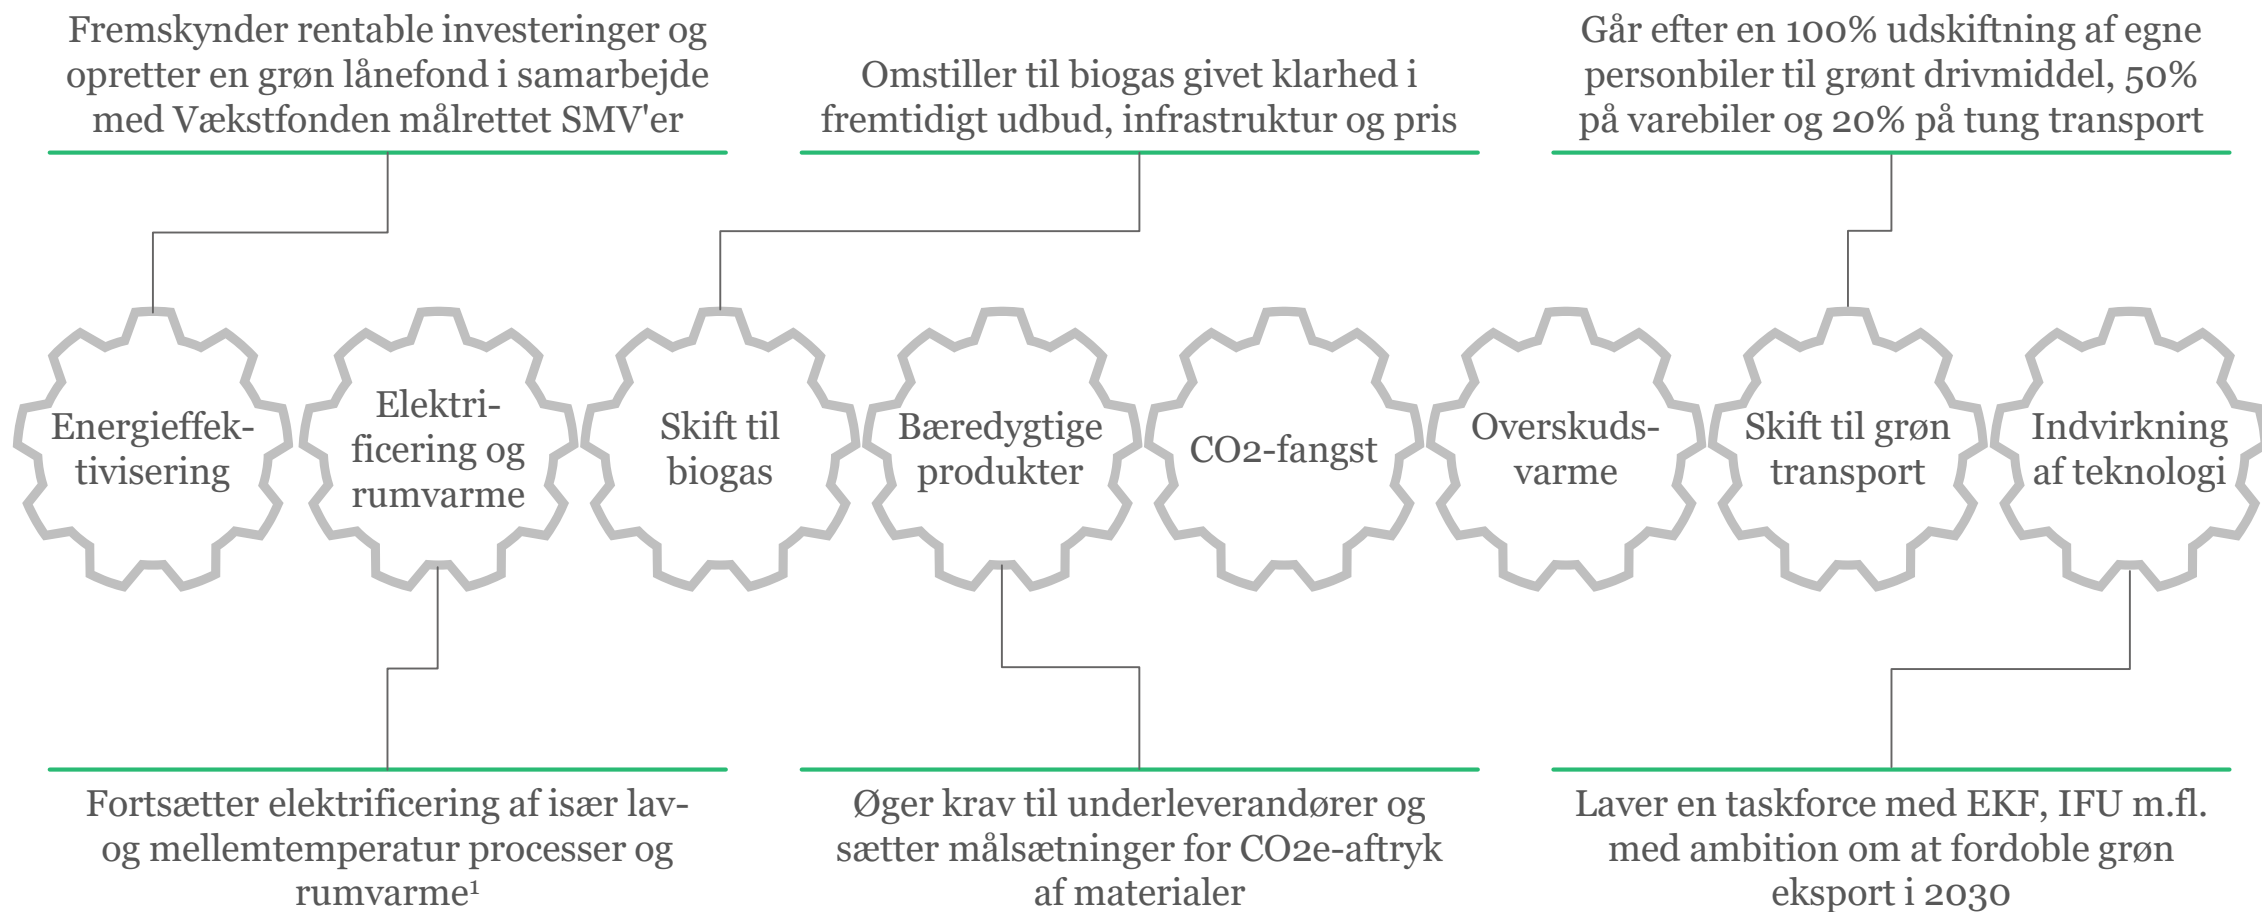 Fremskynder rentable investeringer og
opretter en grøn lånefond i samarbejde
med Vækstfonden målrettet SMV'er
Omstiller til biogas givet klarhed i
fremtidigt udbud, infrastruktur og pris
Går efter en 100% udskiftning af egne
personbiler til grønt drivmiddel, 50%
på varebiler og 20% på tung transport
Energieffek-
tivisering
Elektri-
ficering og
rumvarme
Skift til
biogas
Bæredygtige
produkter
CO2-fangst
Overskuds-
varme
Skift til grøn
transport
Indvirkning
af teknologi
Fortsætter elektrificering af især lav-
og mellemtemperatur processer og
rumvarme¹
Øger krav til underleverandører og
sætter målsætninger for CO2e-aftryk
af materialer
Laver en taskforce med EKF, IFU m.fl.
med ambition om at fordoble grøn
eksport i 2030